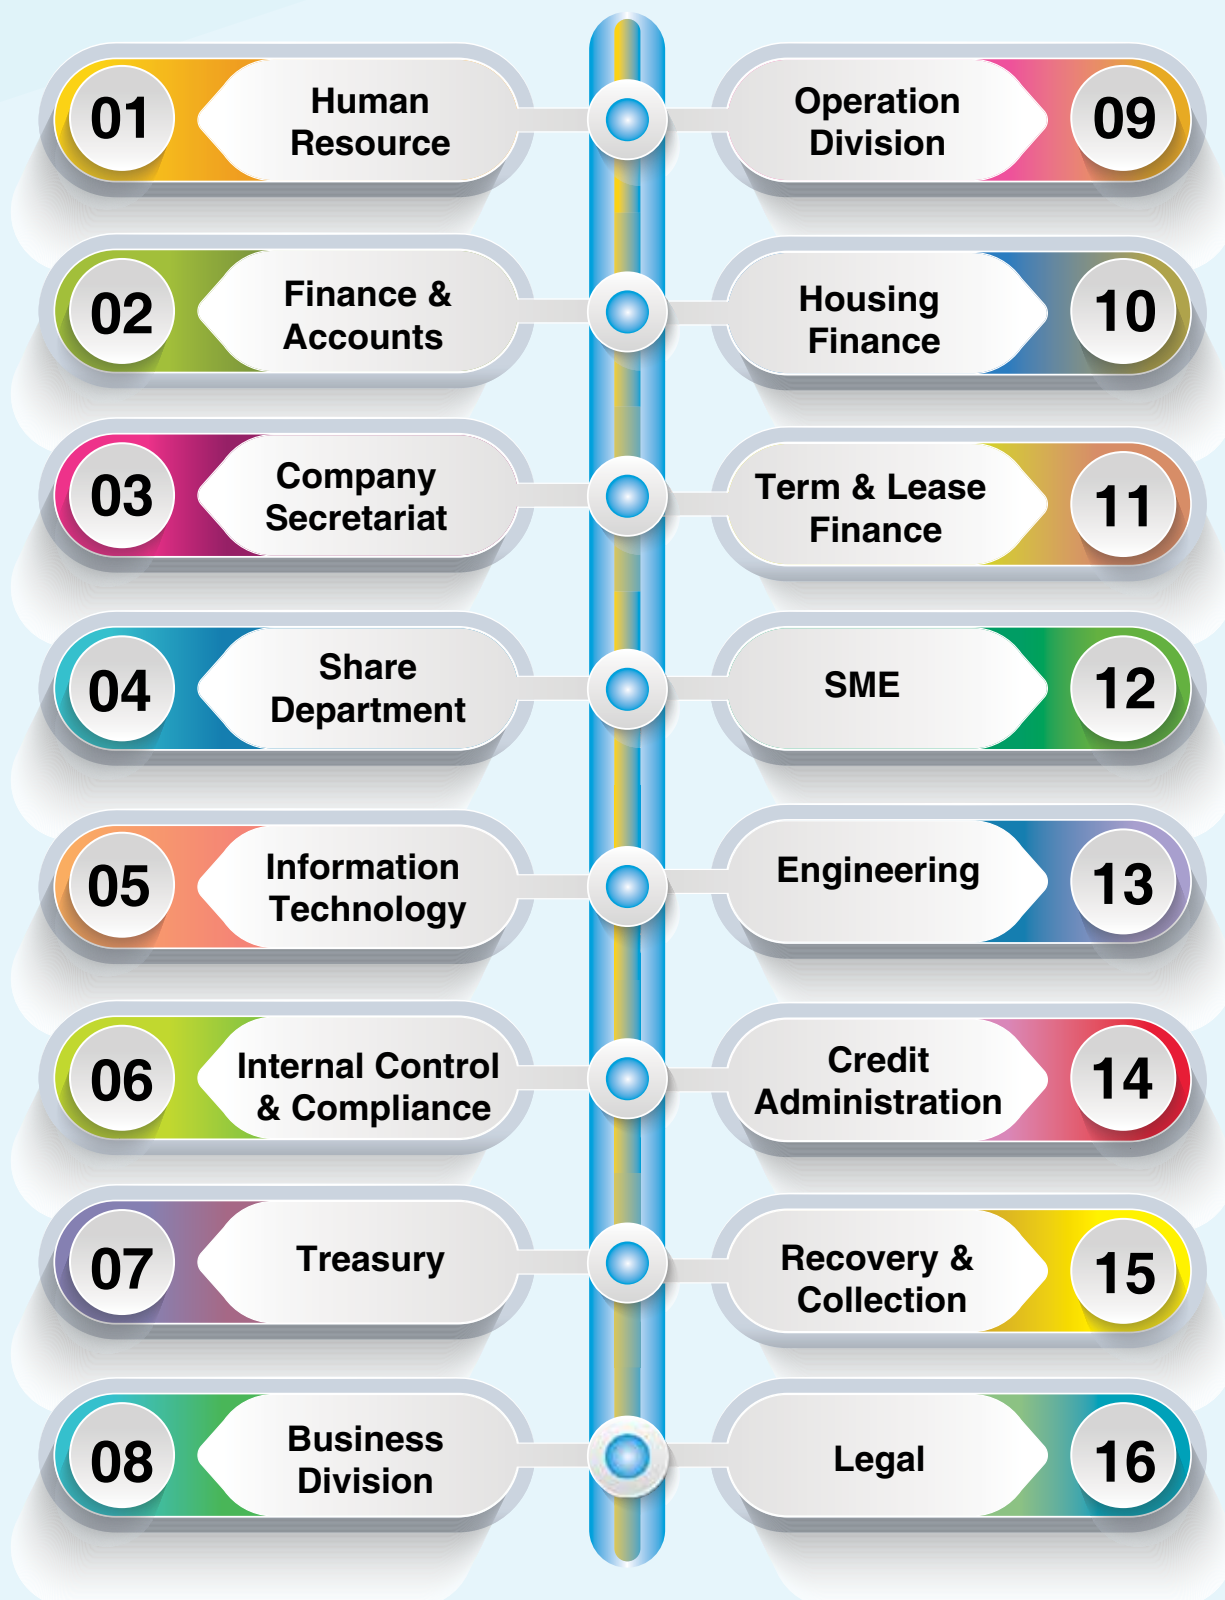 01
Human
Resource
02
Finance &
Accounts
03
Company
Secretariat
04
Share
Department
05
Information
Technology
06
Internal Control
& Compliance
07
Treasury
08
Business
Division
09
Operation
Division
10
Housing
Finance
11
Term & Lease
Finance
12
SME
13
Engineering
14
Credit
Administration
15
Recovery &
Collection
16
Legal